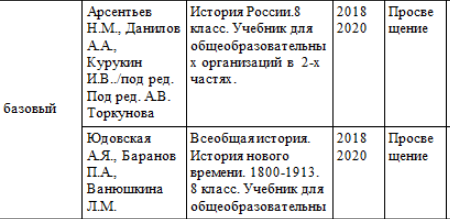 Арсентьев
Н.М., Данилов
А.А.,
Курукин
И.В../под ред.
Под ред. А.В.
Торкунова
История России.8
класс. Учебник для
общеобразовательны
х организаций в 2-х
частях.
2018
2020
Просве
щение
базовый
Юдовская
А.Я., Баранов
П.А.,
Ванюшкина
Л.М.
Всеобщая история.
История нового
времени. 1800-1913.
8 класс. Учебник для
общеобразовательны
2018
2020
Просве
щение